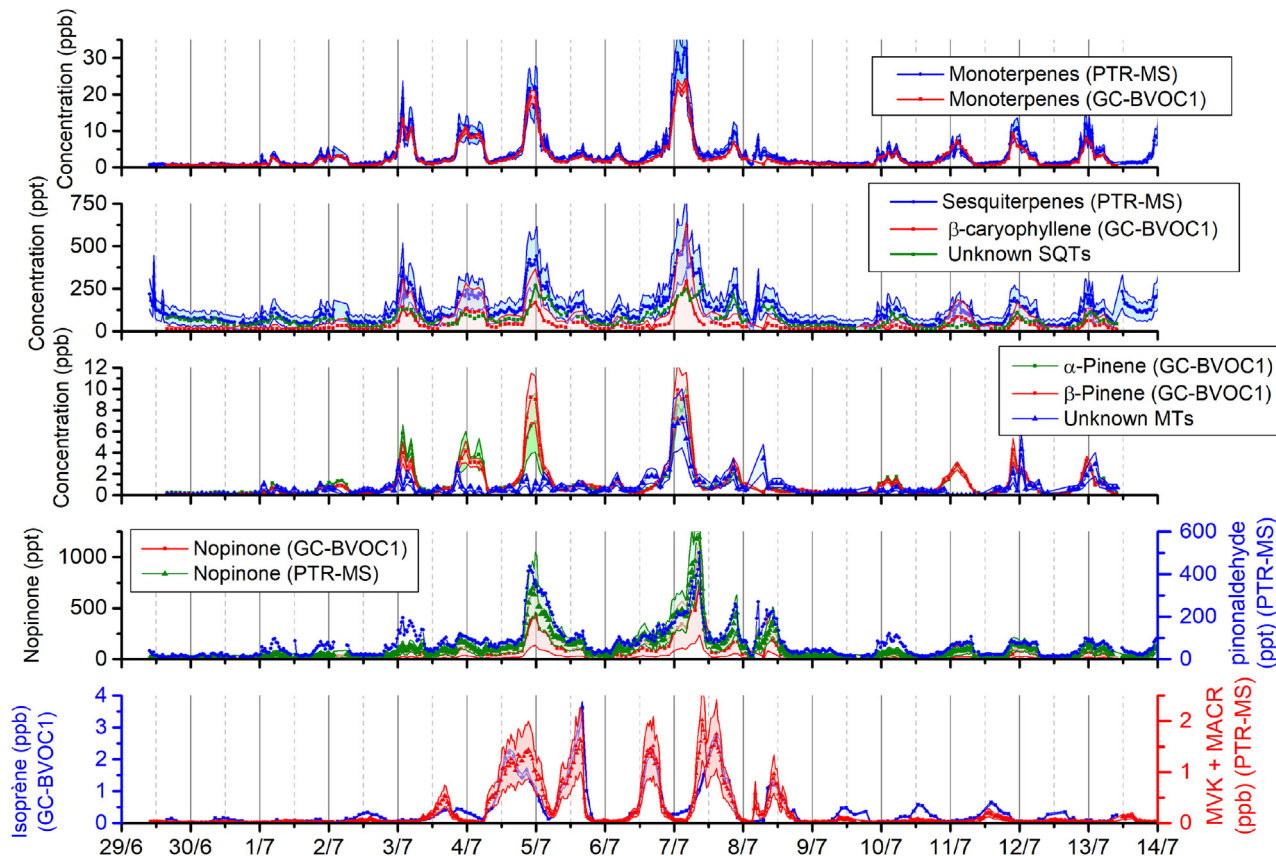 Concentration (ppb)
30
20
10
0
Monoterpenes (PTR-MS)
Monoterpenes (GC-BVOC1)
Concentration (ppt)
750
500
250
0
Sesquiterpenes (PTR-MS)
β-caryophyllene (GC-BVOC1)
Unknown SQTs
Concentration (ppb)
12
10
8
6
4
2
0
α-Pinene (GC-BVOC1)
β-Pinene (GC-BVOC1)
Unknown MTs
Nopinone (ppt)
1000
500
0
Nopinone (GC-BVOC1)
Nopinone (PTR-MS)
600
400
200
0
pinonaldehyde
(ppt) (PTR-MS)
Isoprène (ppb)
(GC-BVOC1)
4
3
2
1
0
2
1
0
MVK + MACR
(ppb) (PTR-MS)
29/6 30/6 1/7 2/7 3/7 4/7 5/7 6/7 7/7 8/7 9/7 10/7 11/7 12/7 13/7 14/7